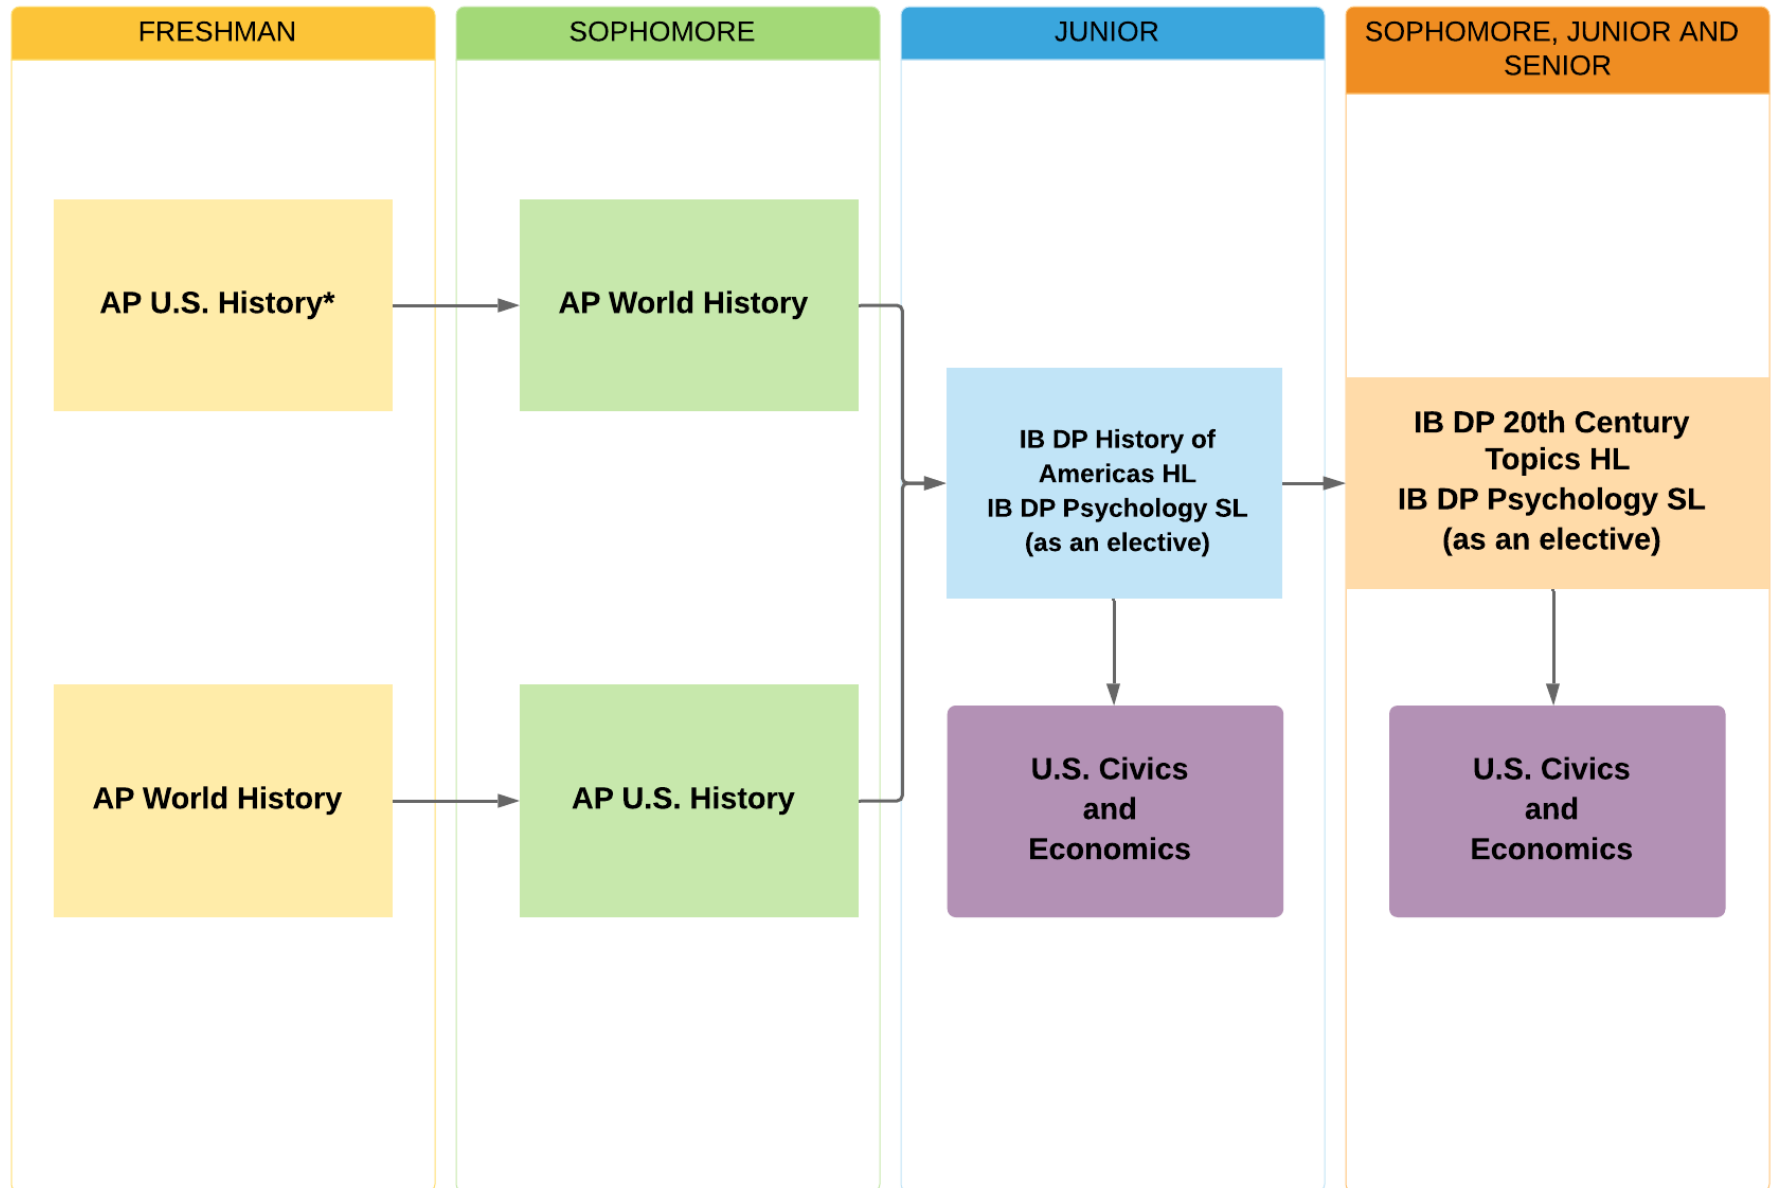 FRESHMAN
SOPHOMORE
JUNIOR
SOPHOMORE, JUNIOR AND
SENIOR
AP U.S. History*
AP World History
AP World History
AP U.S. History
IB DP History of
Americas HL
IB DP Psychology SL
(as an elective)
IB DP 20th Century
Topics HL
IB DP Psychology SL
(as an elective)
U.S. Civics
and
Economics
U.S. Civics
and
Economics